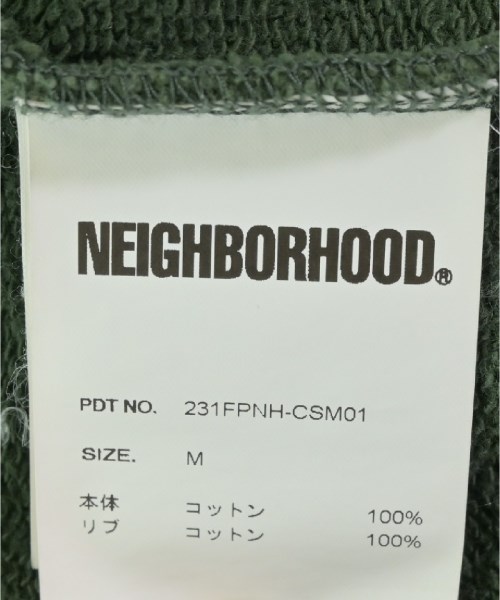 NEIGHBORHOOD®
PDT NO. 231FPNH-CSM01
SIZE. M
本体 コットン 100%
リブ コットン 100%